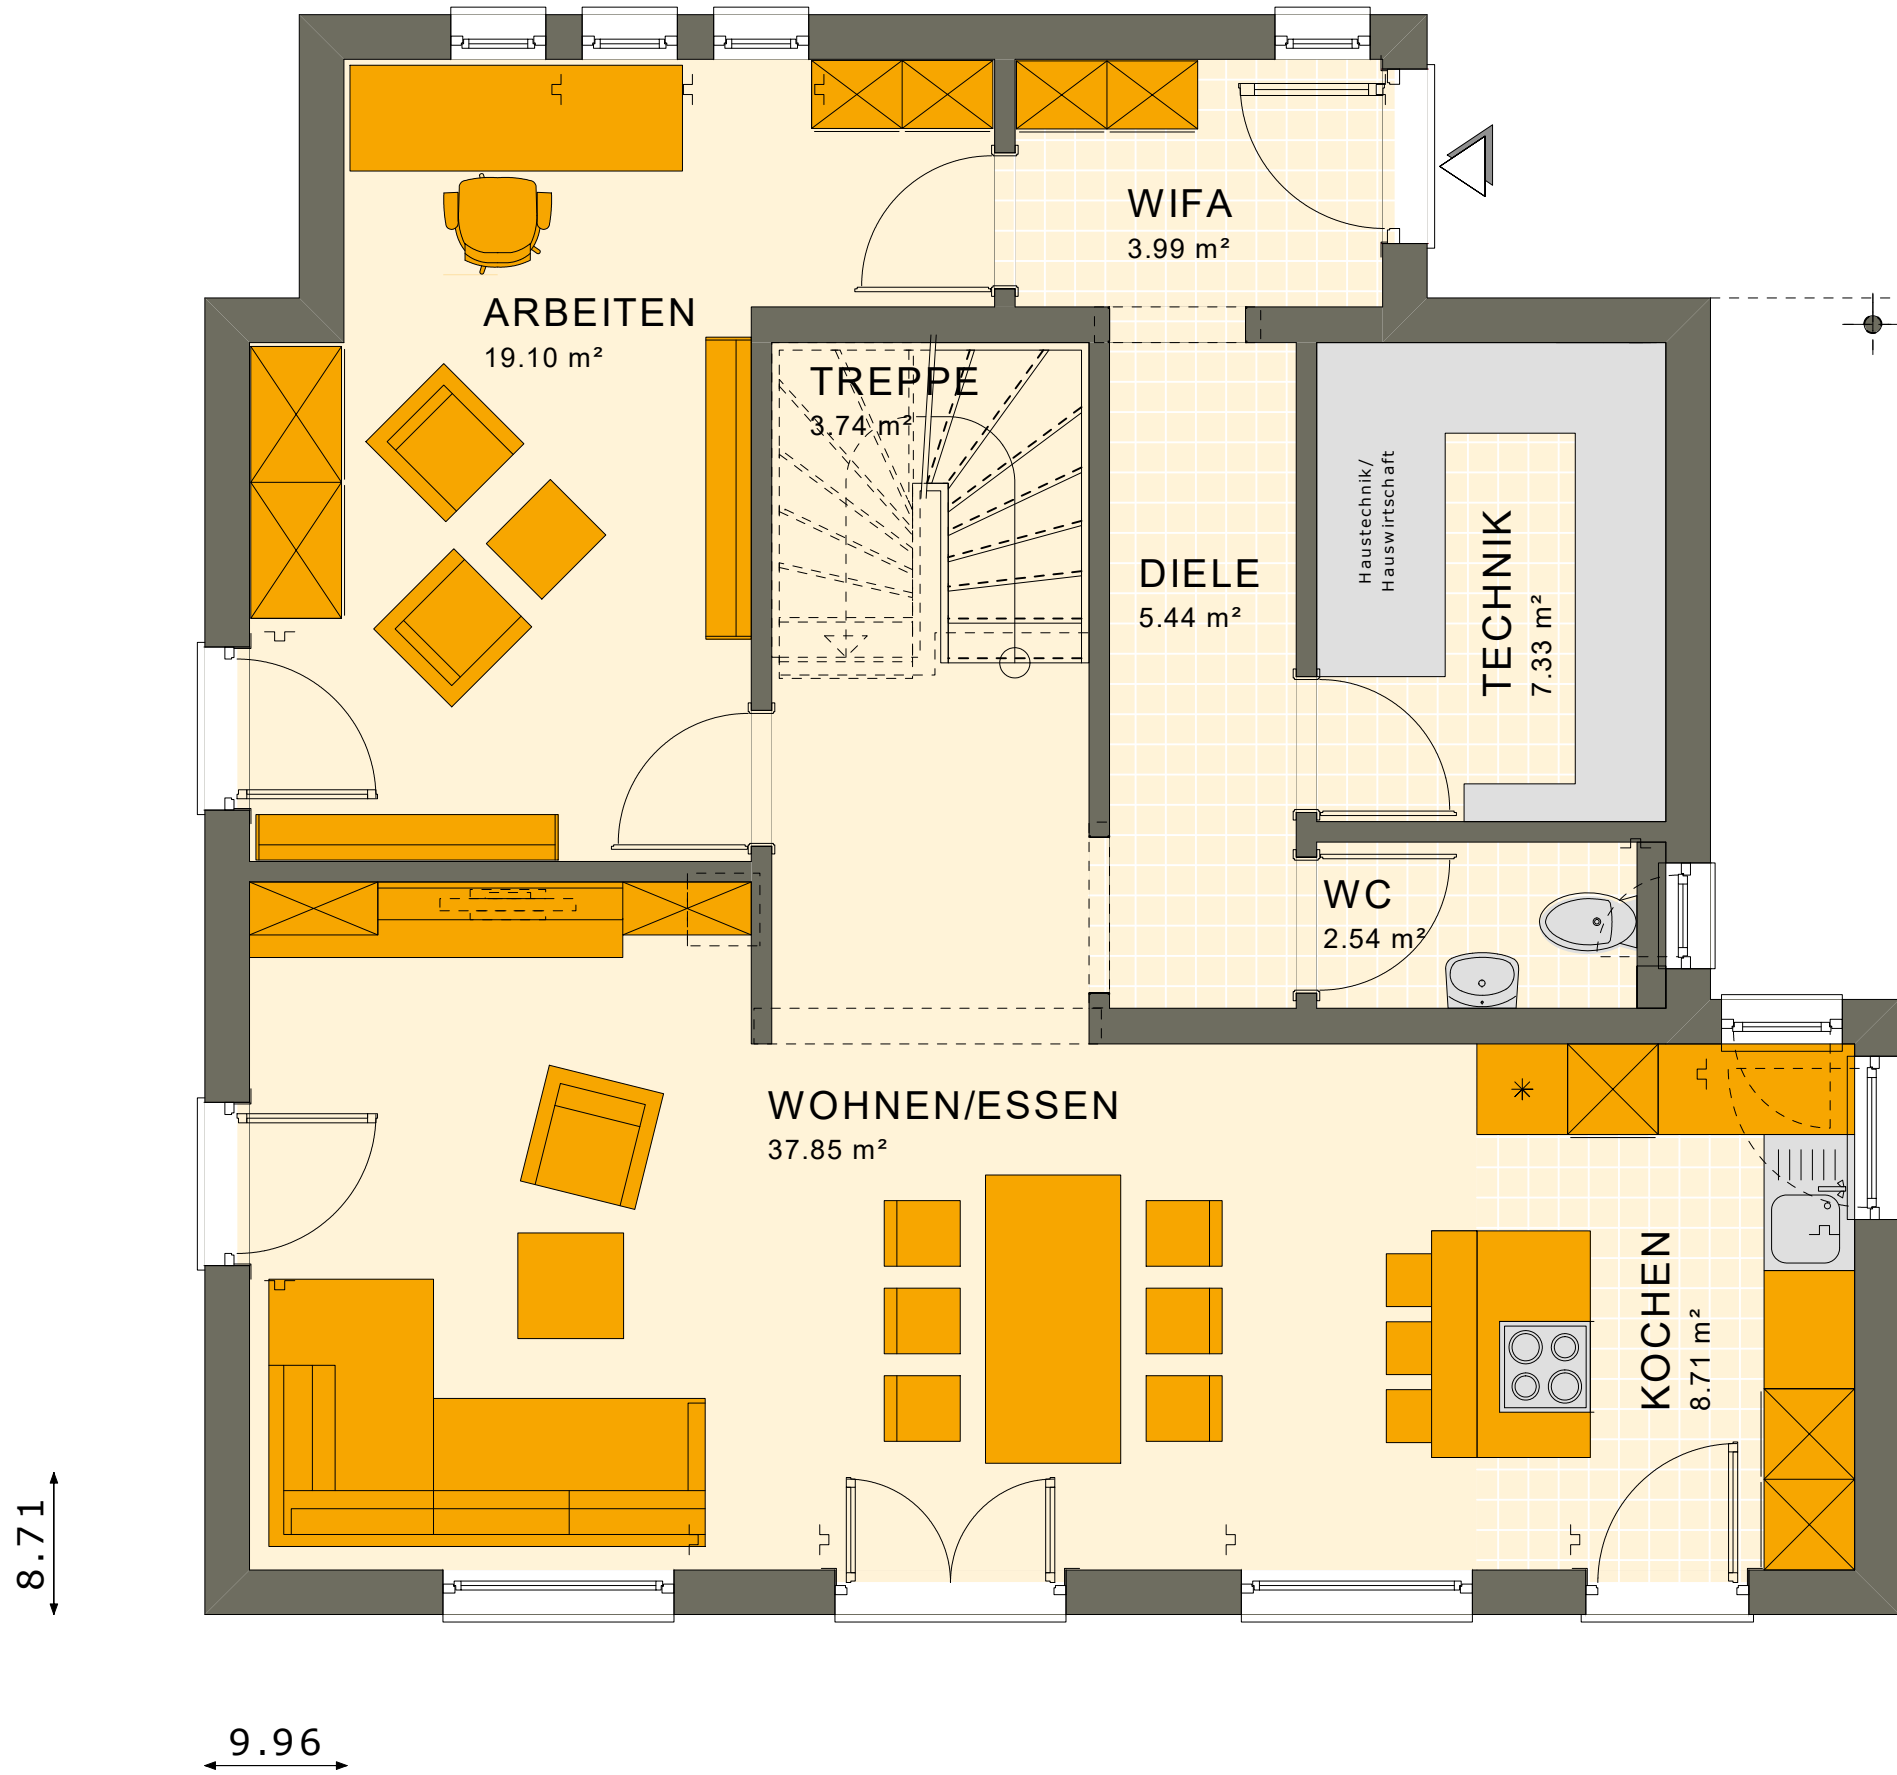 WIFA
3.99 m²
ARBEITEN
19.10 m²
TREPPE
3.74 m²
Haustechnik/
Hauswirtschaft
TECHNIK
7.33 m²
DIELE
5.44 m²
WC
2.54 m²
WOHNEN/ESSEN
37.85 m²
KOCHEN
8.71 m²
8.71
9.96